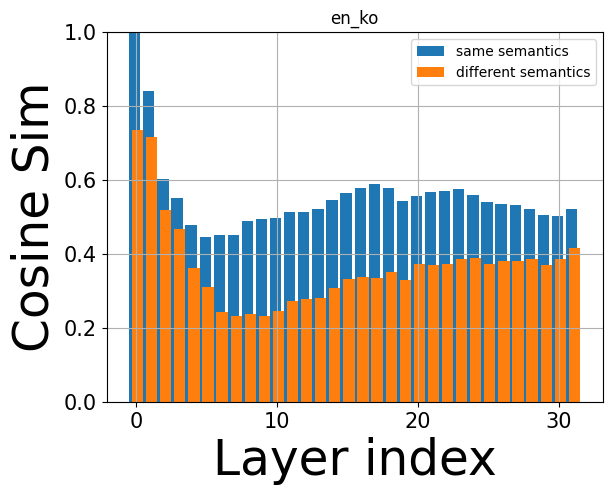 en_ko
same semantics
different semantics
Cosine Sim
1.0
0.8
0.6
0.4
0.2
0.0
0 10 20 30
Layer index